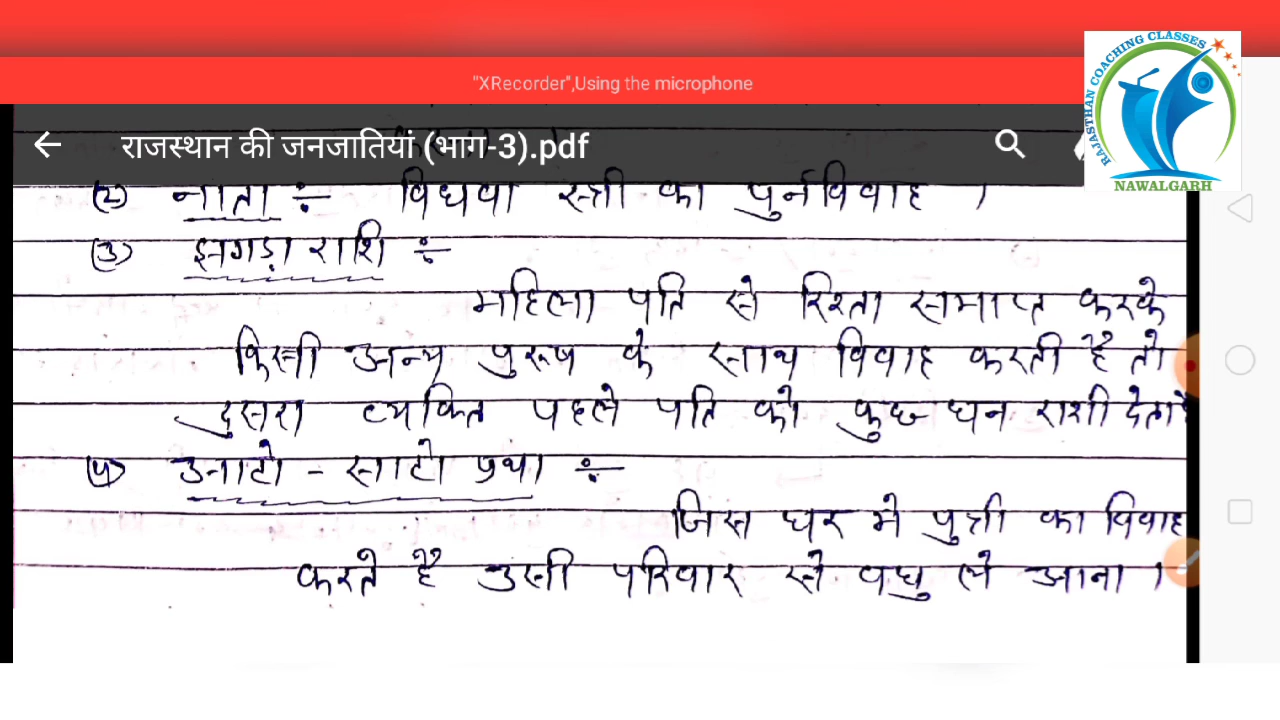 "XRecorder",Using the microphone
RAJASTHAN COACHING CLASSES
NAWALGARH
राजस्थान की जनजातियां (भाग-3).pdf
(2) नाता ÷ विधवा स्त्री का पुर्नविवाह ।
(3) झगड़ा राशि ÷
महिला पति से रिश्ता समाप्त करके
किसी अन्य पुरूष के साथ विवाह करती है तो
दुसरा व्यक्ति पहले पति को कुछ धन राशी देता है
(4) आटो - साटो प्रथा ÷
जिस घर मे पुत्री का विवाह
करते है उसी परिवार से वधु ले आना ।